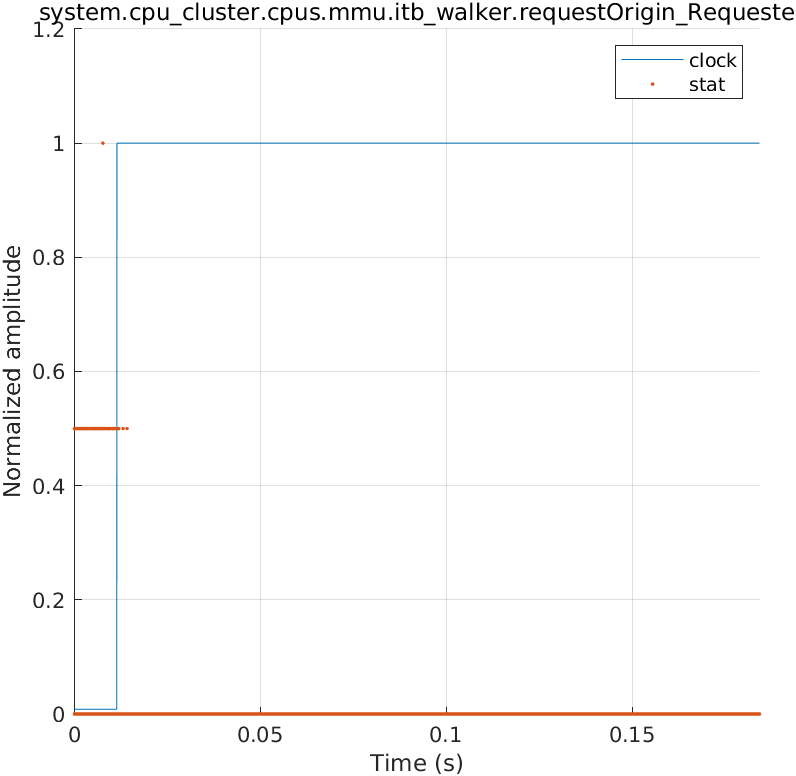 system.cpu_cluster.cpus.mmu.itb_walker.requestOrigin_Requeste
1.2
clock
stat
1
0.8
0.6
0.4
0.2
0
Normalized amplitude
0
0.05
0.1
0.15
Time (s)